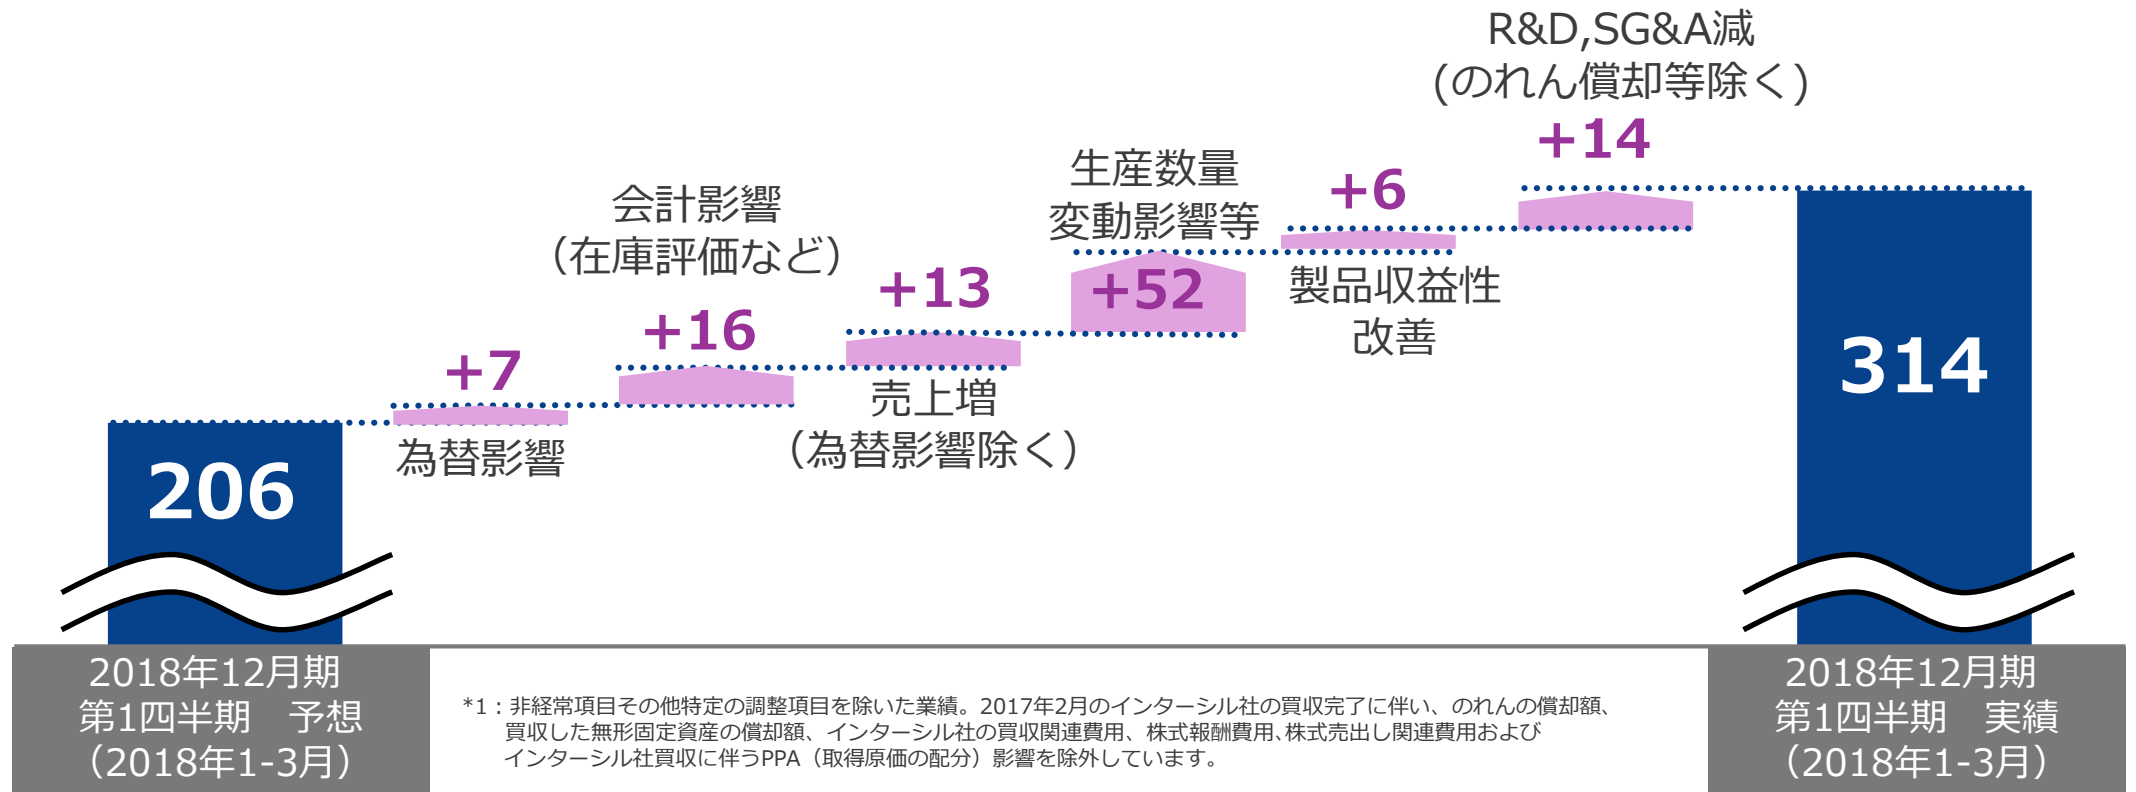 R&D,SG&A減
(のれん償却等除く)
+14
生産数量
変動影響等
+52
+6
製品収益性
改善
会計影響
（在庫評価など）
+16
+13
売上増
（為替影響除く）
+7
為替影響
206
314
2018年12月期
第1四半期　予想
（2018年1-3月）
*1：非経常項目その他特定の調整項目を除いた業績。2017年2月のインターシル社の買収完了に伴い、のれんの償却額、
買収した無形固定資産の償却額、インターシル社の買収関連費用、株式報酬費用、株式売出し関連費用および
インターシル社買収に伴うPPA（取得原価の配分）影響を除外しています。
2018年12月期
第1四半期　実績
（2018年1-3月）